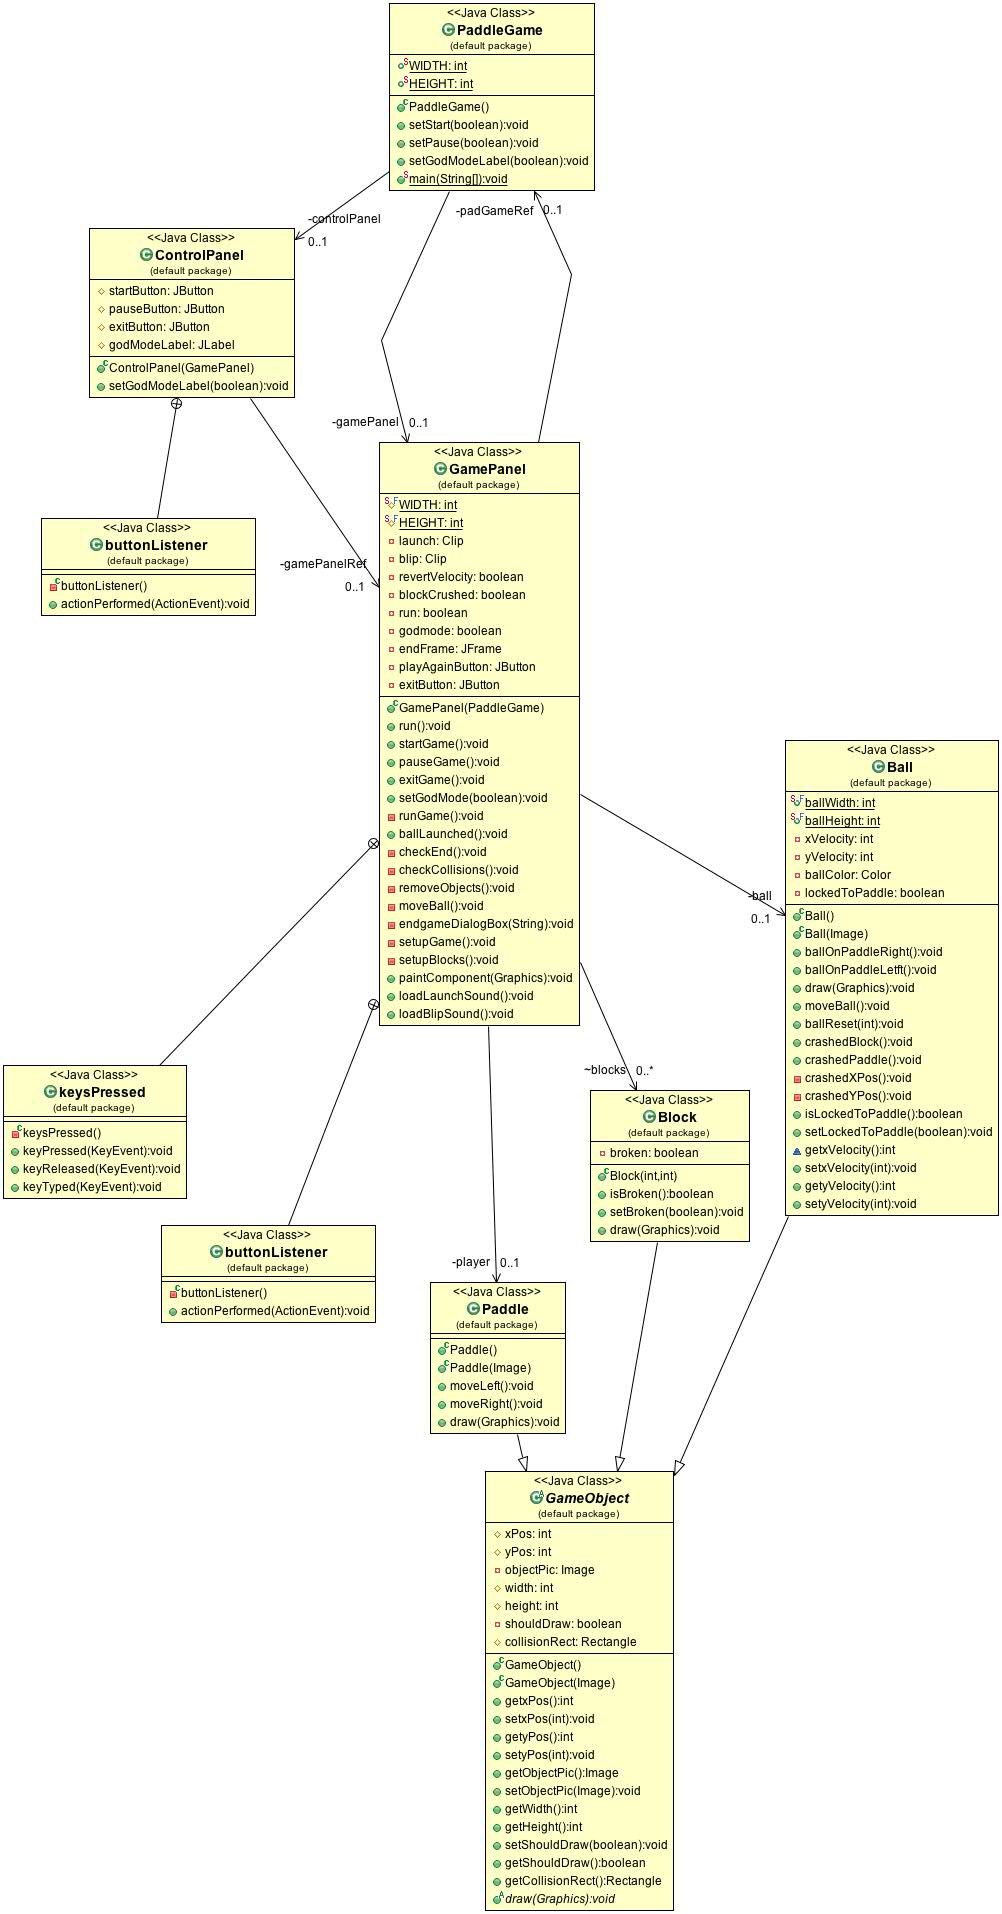 <<Java Class>>
PaddleGame
(default package)
WIDTH: int
HEIGHT: int
PaddleGame()
setStart(boolean):void
setPause(boolean):void
setGodModeLabel(boolean):void
main(String[]):void
-controlPanel
0..1
-padGameRef
0..1
<<Java Class>>
ControlPanel
(default package)
startButton: JButton
pauseButton: JButton
exitButton: JButton
godModeLabel: JLabel
ControlPanel(GamePanel)
setGodModeLabel(boolean):void
-gamePanel
0..1
<<Java Class>>
buttonListener
(default package)
buttonListener()
actionPerformed(ActionEvent):void
-gamePanelRef
0..1
<<Java Class>>
GamePanel
(default package)
WIDTH: int
HEIGHT: int
launch: Clip
blip: Clip
revertVelocity: boolean
blockCrushed: boolean
run: boolean
godmode: boolean
endFrame: JFrame
playAgainButton: JButton
exitButton: JButton
GamePanel(PaddleGame)
run():void
startGame():void
pauseGame():void
exitGame():void
setGodMode(boolean):void
runGame():void
ballLaunched():void
checkEnd():void
checkCollisions():void
removeObjects():void
moveBall():void
endgameDialogBox(String):void
setupGame():void
setupBlocks():void
paintComponent(Graphics):void
loadLaunchSound():void
loadBlipSound():void
-ball
0..1
<<Java Class>>
Ball
(default package)
ballWidth: int
ballHeight: int
xVelocity: int
yVelocity: int
ballColor: Color
lockedToPaddle: boolean
Ball()
Ball(Image)
ballOnPaddleRight():void
ballOnPaddleLetft():void
draw(Graphics):void
moveBall():void
ballReset(int):void
crashedBlock():void
crashedPaddle():void
crashedXPos():void
crashedYPos():void
isLockedToPaddle():boolean
setLockedToPaddle(boolean):void
getxVelocity():int
setxVelocity(int):void
getyVelocity():int
setyVelocity(int):void
<<Java Class>>
keysPressed
(default package)
keysPressed()
keyPressed(KeyEvent):void
keyReleased(KeyEvent):void
keyTyped(KeyEvent):void
~blocks
0..*
<<Java Class>>
Block
(default package)
broken: boolean
Block(int,int)
isBroken():boolean
setBroken(boolean):void
draw(Graphics):void
<<Java Class>>
buttonListener
(default package)
buttonListener()
actionPerformed(ActionEvent):void
-player
0..1
<<Java Class>>
Paddle
(default package)
Paddle()
Paddle(Image)
moveLeft():void
moveRight():void
draw(Graphics):void
<<Java Class>>
GameObject
(default package)
xPos: int
yPos: int
objectPic: Image
width: int
height: int
shouldDraw: boolean
collisionRect: Rectangle
GameObject()
GameObject(Image)
getxPos():int
setxPos(int):void
getyPos():int
setyPos(int):void
getObjectPic():Image
setObjectPic(Image):void
getWidth():int
getHeight():int
setShouldDraw(boolean):void
getShouldDraw():boolean
getCollisionRect():Rectangle
draw(Graphics):void